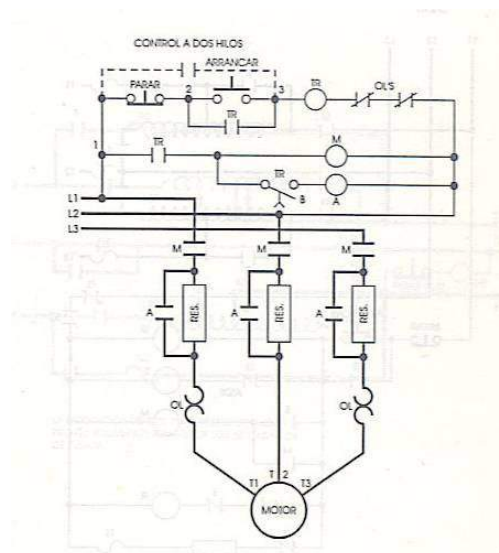 CONTROL A DOS HILOS
ARRANCAR
PARAR
2
3
TR
OL'S
TR
1
TR
M
TR
B
A
L1
L2
L3
M
M
M
A
RES.
A
RES.
A
RES.
OL
OL
T1
T 2
T3
MOTOR